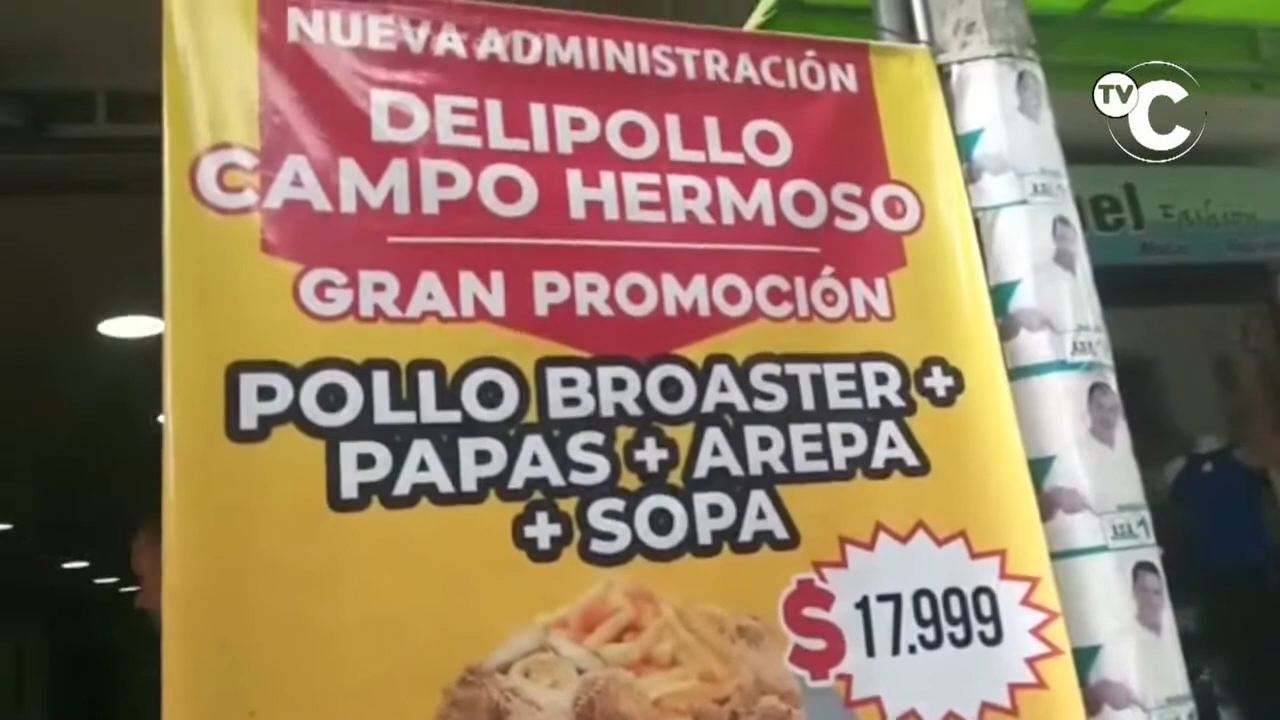 NUEVA ADMINISTRACIÓN
DELIPOLLO
CAMPO HERMOSO
GRAN PROMOCIÓN
POLLO BROASTER +
PAPAS + AREPA
+ SOPA
$ 17.999
TV C